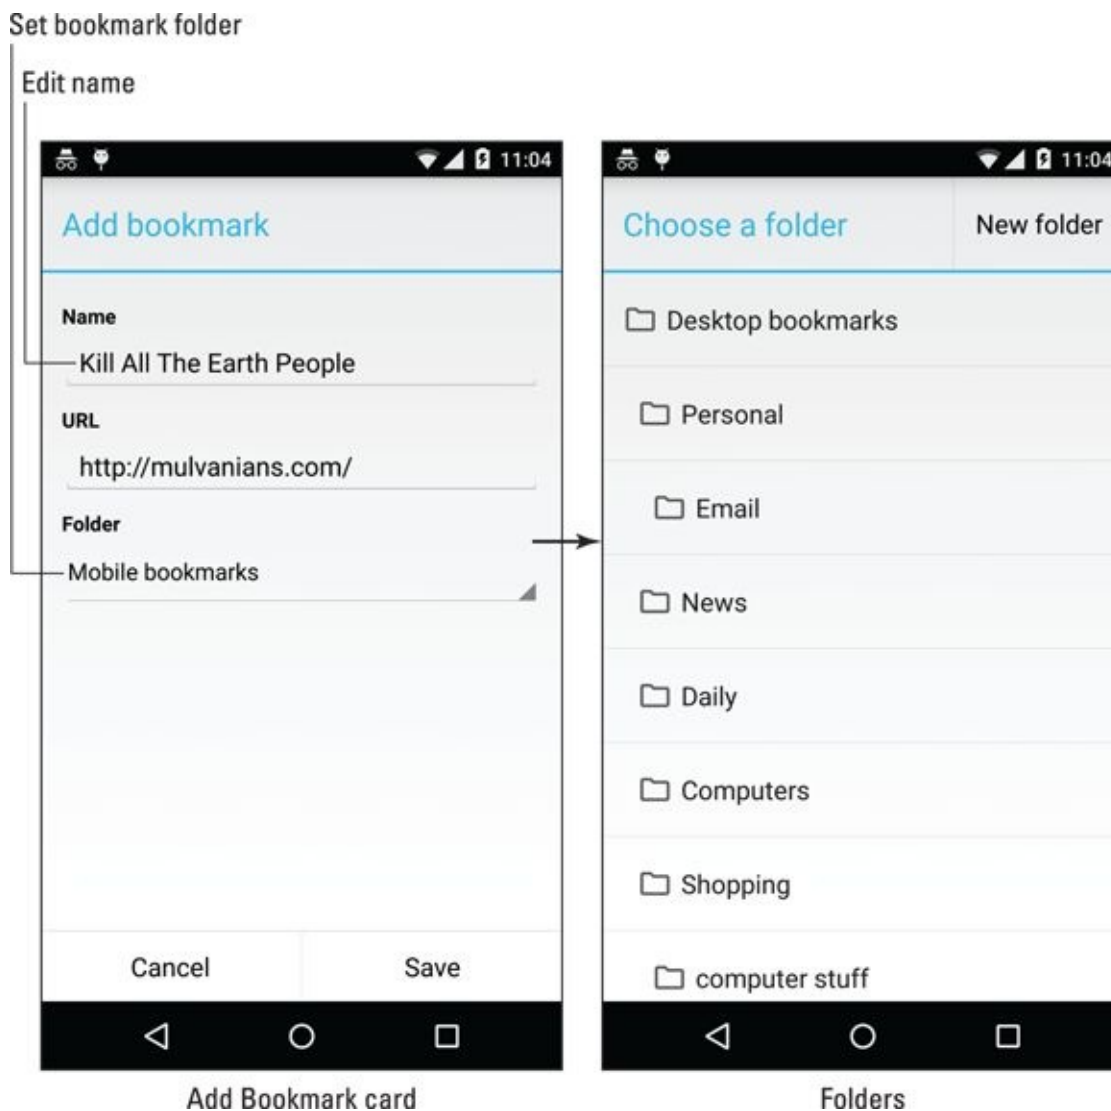 Set bookmark folder
Edit name
11:04
Add bookmark
Name
Kill All The Earth People
URL
http://mulvanians.com/
Folder
Mobile bookmarks
Cancel
Save
Add Bookmark card
11:04
Choose a folder
New folder
Desktop bookmarks
Personal
Email
News
Daily
Computers
Shopping
computer stuff
Folders